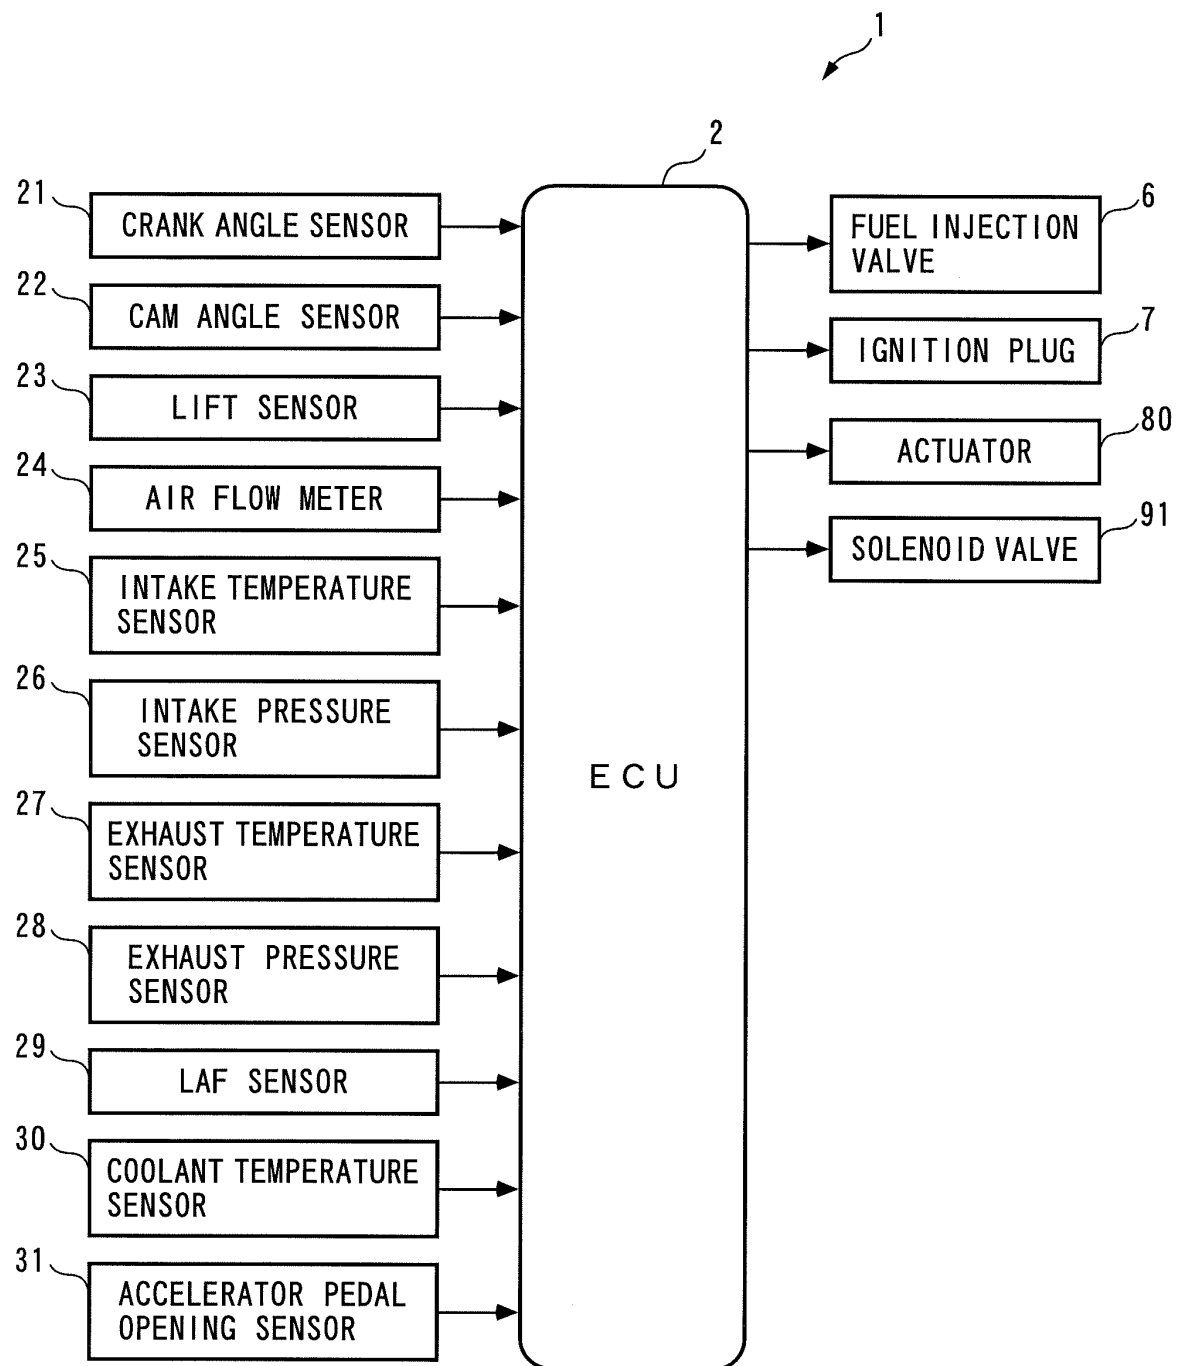 1
2
21
CRANK ANGLE SENSOR
22
CAM ANGLE SENSOR
23
LIFT SENSOR
24
AIR FLOW METER
25
INTAKE TEMPERATURE
SENSOR
26
INTAKE PRESSURE
SENSOR
27
EXHAUST TEMPERATURE
SENSOR
28
EXHAUST PRESSURE
SENSOR
29
LAF SENSOR
30
COOLANT TEMPERATURE
SENSOR
31
ACCELERATOR PEDAL
OPENING SENSOR
ECU
6
FUEL INJECTION
VALVE
7
IGNITION PLUG
80
ACTUATOR
91
SOLENOID VALVE